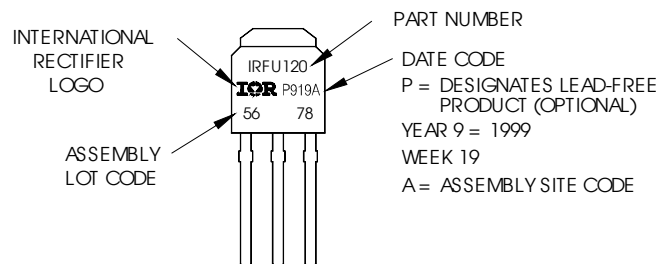 INTERNATIONAL
RECTIFIER
LOGO
PART NUMBER
IRFU120
IOR P919A
56 78
ASSEMBLY
LOT CODE
DATE CODE
P = DESIGNATES LEAD-FREE
PRODUCT (OPTIONAL)
YEAR 9 = 1999
WEEK 19
A = ASSEMBLY SITE CODE